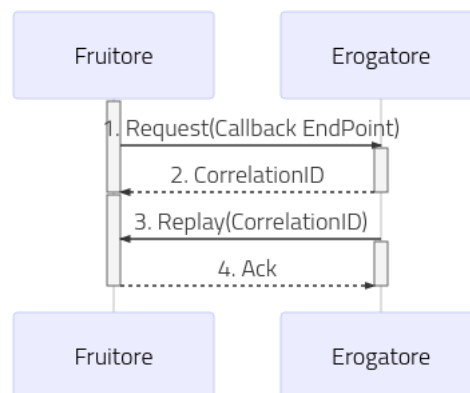 Fruitore Erogatore
1. Request(Callback EndPoint)
2. CorrelationID
3. Replay(CorrelationID)
4. Ack
Fruitore Erogatore